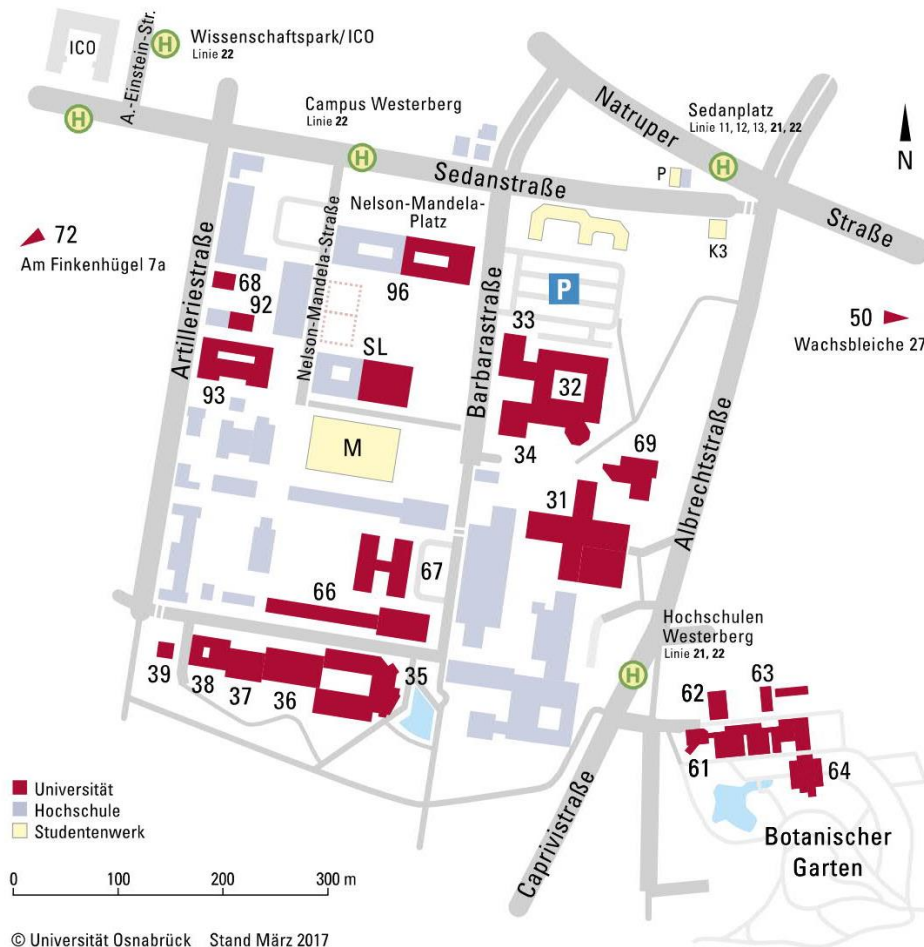 ICO
A.-Einstein-Str.
H
Wissenschaftspark/ICO
Linie 22
H
Campus Westerberg
Linie 22
H
Natruper
Straße
Sedanplatz
Linie 11, 12, 13, 21, 22
H
N
Sedanstraße
P
K3
Nelson-Mandela-
Platz
Nelson-Mandela-Straße
72
Am Finkenhügel 7a
Artilleriestraße
68
92
93
96
SL
M
Barbarastraße
P
33
32
34
69
31
50
Wachsbleiche 27
Albrechtstraße
67
66
39
38
37
36
35
Hochschulen
Westerberg
Linie 21, 22
H
62
63
61
64
Caprivistraße
Botanischer
Garten
Universität
Hochschule
Studentenwerk
0 100 200 300 m
© Universität Osnabrück Stand März 2017